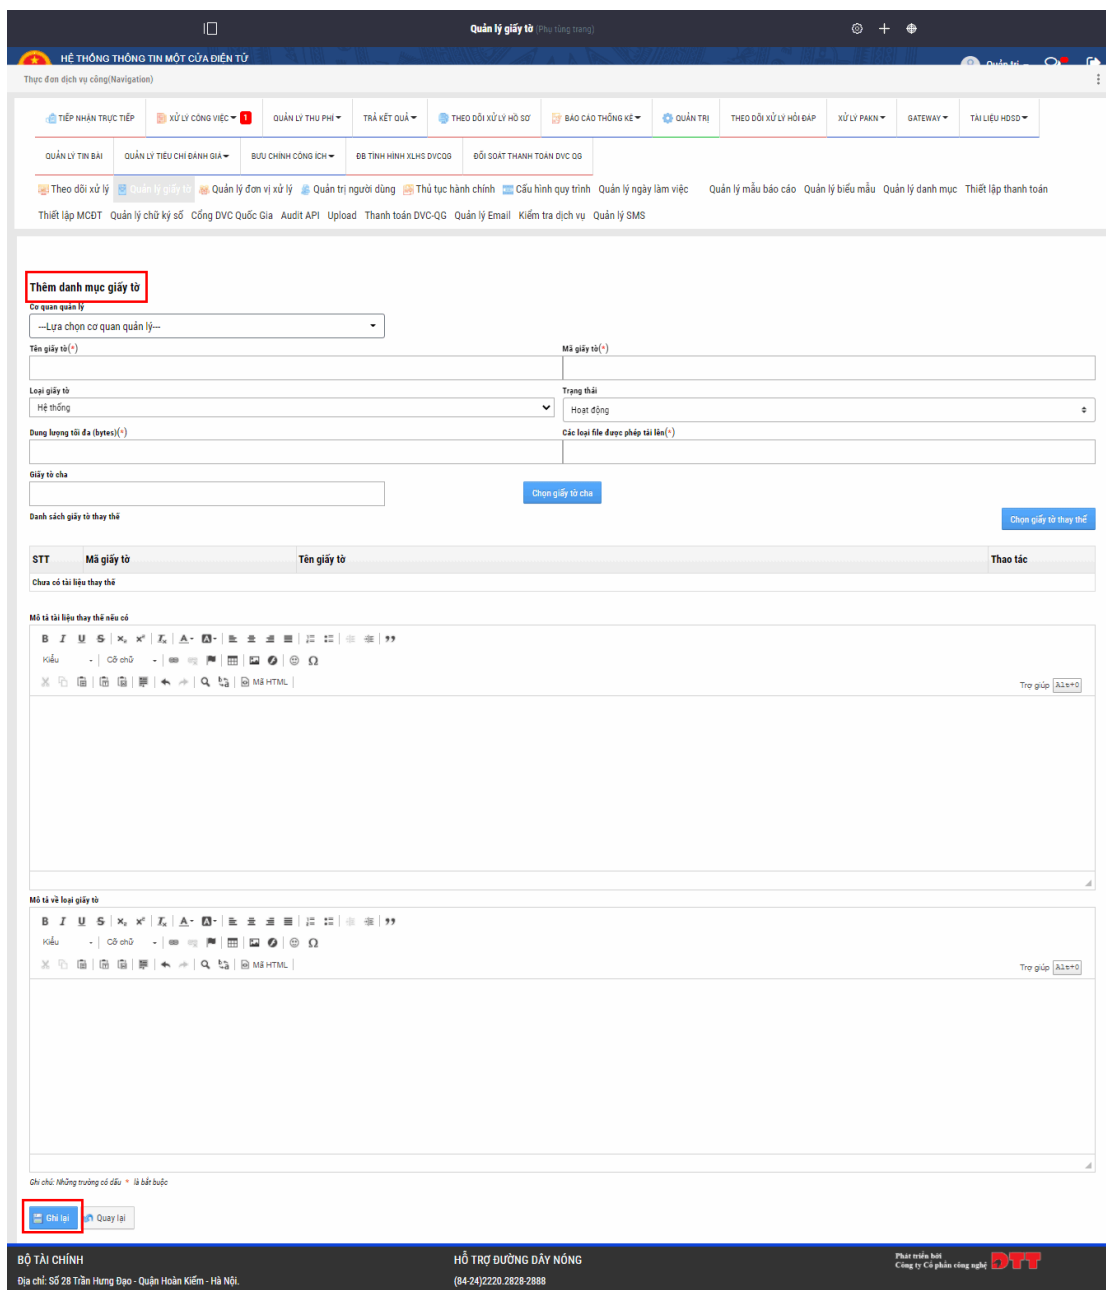 Quản lý giấy tờ (Phụ tùng trang)
HỆ THỐNG THÔNG TIN MỘT CỬA ĐIỆN TỬ
Quản trị
Thực đơn dịch vụ công(Navigation)
TIẾP NHẬN TRỰC TIẾP XỬ LÝ CÔNG VIỆC 1 QUẢN LÝ THU PHÍ TRẢ KẾT QUẢ THEO DÕI XỬ LÝ HỒ SƠ BÁO CÁO THỐNG KÊ QUẢN TRỊ THEO DÕI XỬ LÝ HỎI ĐÁP XỬ LÝ PAKN GATEWAY TÀI LIỆU HDSD
QUẢN LÝ TIN BÀI QUẢN LÝ TIÊU CHÍ ĐÁNH GIÁ BƯU CHÍNH CÔNG ÍCH ĐB TÌNH HÌNH XLHS DVCQG ĐỐI SOÁT THANH TOÁN DVC QG
Theo dõi xử lý Quản lý giấy tờ Quản lý đơn vị xử lý Quản trị người dùng Thủ tục hành chính Cấu hình quy trình Quản lý ngày làm việc Quản lý mẫu báo cáo Quản lý biểu mẫu Quản lý danh mục Thiết lập thanh toán
Thiết lập MCĐT Quản lý chữ ký số Cổng DVC Quốc Gia Audit API Upload Thanh toán DVC-QG Quản lý Email Kiểm tra dịch vụ Quản lý SMS
Thêm danh mục giấy tờ
Cơ quan quản lý
---Lựa chọn cơ quan quản lý---
Tên giấy tờ(*) Mã giấy tờ(*)
Loại giấy tờ Trạng thái
Hệ thống Hoạt động
Dung lượng tối đa (bytes)(*) Các loại file được phép tải lên(*)
Giấy tờ cha
Chọn giấy tờ cha
Danh sách giấy tờ thay thế
Chọn giấy tờ thay thế
STT Mã giấy tờ Tên giấy tờ Thao tác
Chưa có tài liệu thay thế
Mô tả tài liệu thay thế nếu có
Kiểu Cỡ chữ
Mã HTML
Trợ giúp Alt+0
Mô tả về loại giấy tờ
Kiểu Cỡ chữ
Mã HTML
Trợ giúp Alt+0
Ghi chú: Những trường có dấu * là bắt buộc
Ghi lại Quay lại
BỘ TÀI CHÍNH HỖ TRỢ ĐƯỜNG DÂY NÓNG
Phát triển bởi
Công ty Cổ phần công nghệ DTT
Địa chỉ: Số 28 Trần Hưng Đạo - Quận Hoàn Kiếm - Hà Nội. (84-24)2220.2828-2888